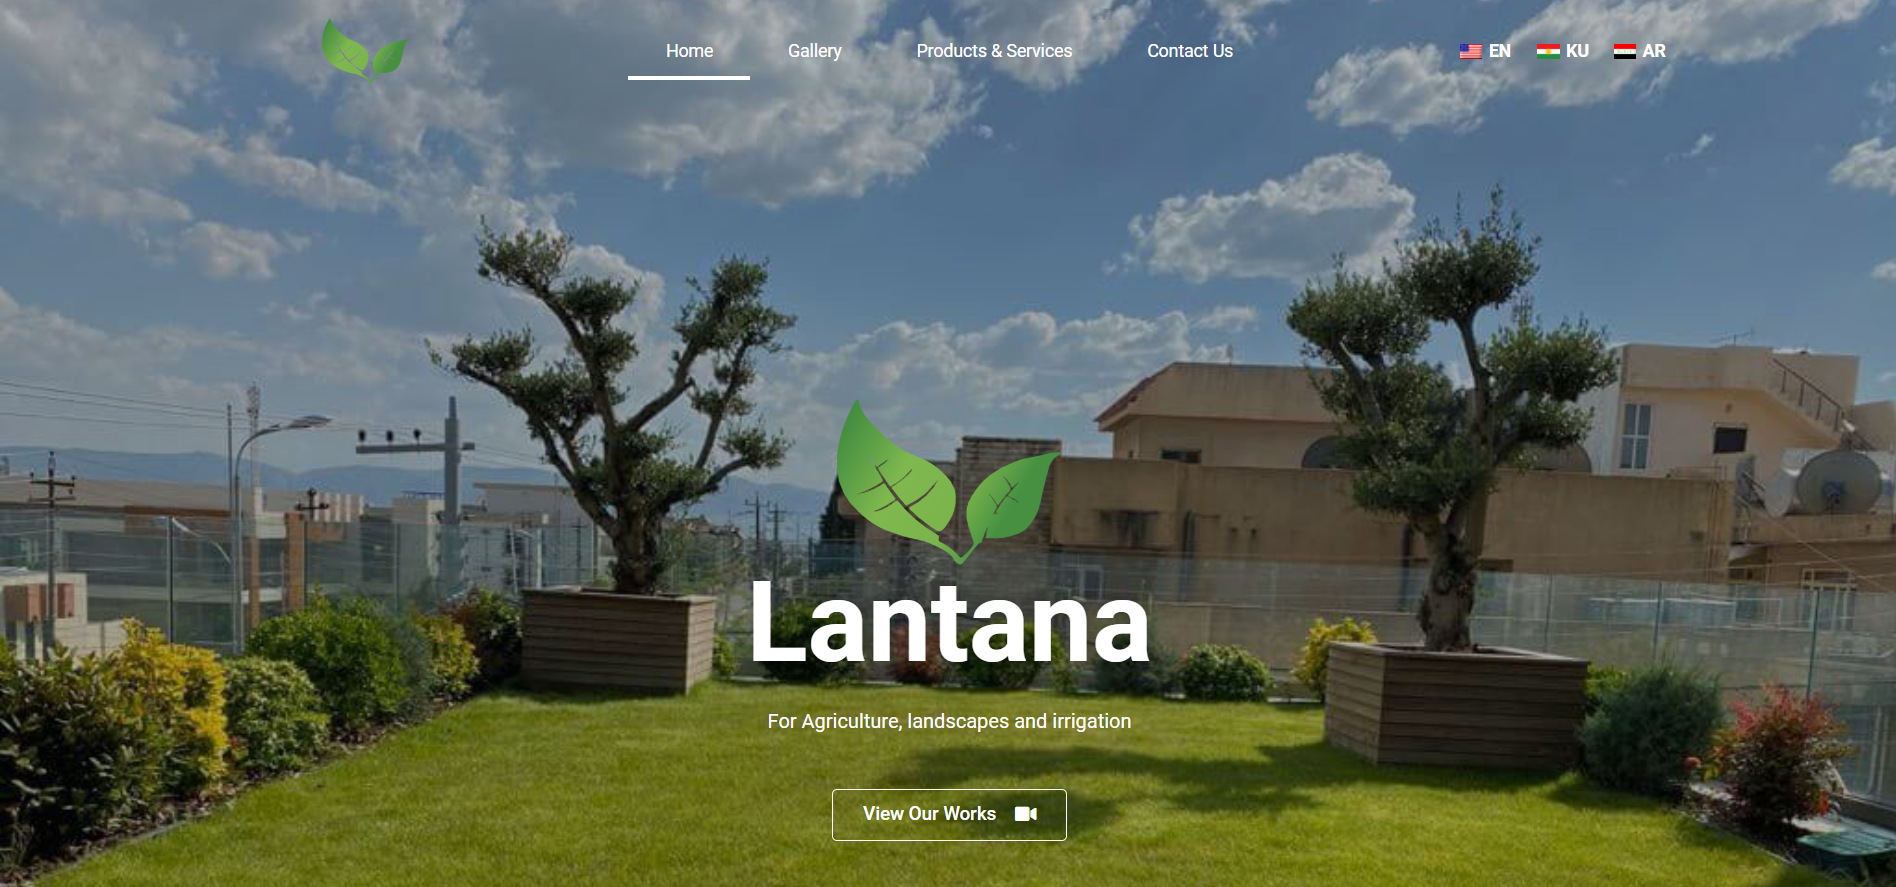 Home
Gallery
Products & Services
Contact Us
EN
KU
AR
Lantana
For Agriculture, landscapes and irrigation
View Our Works